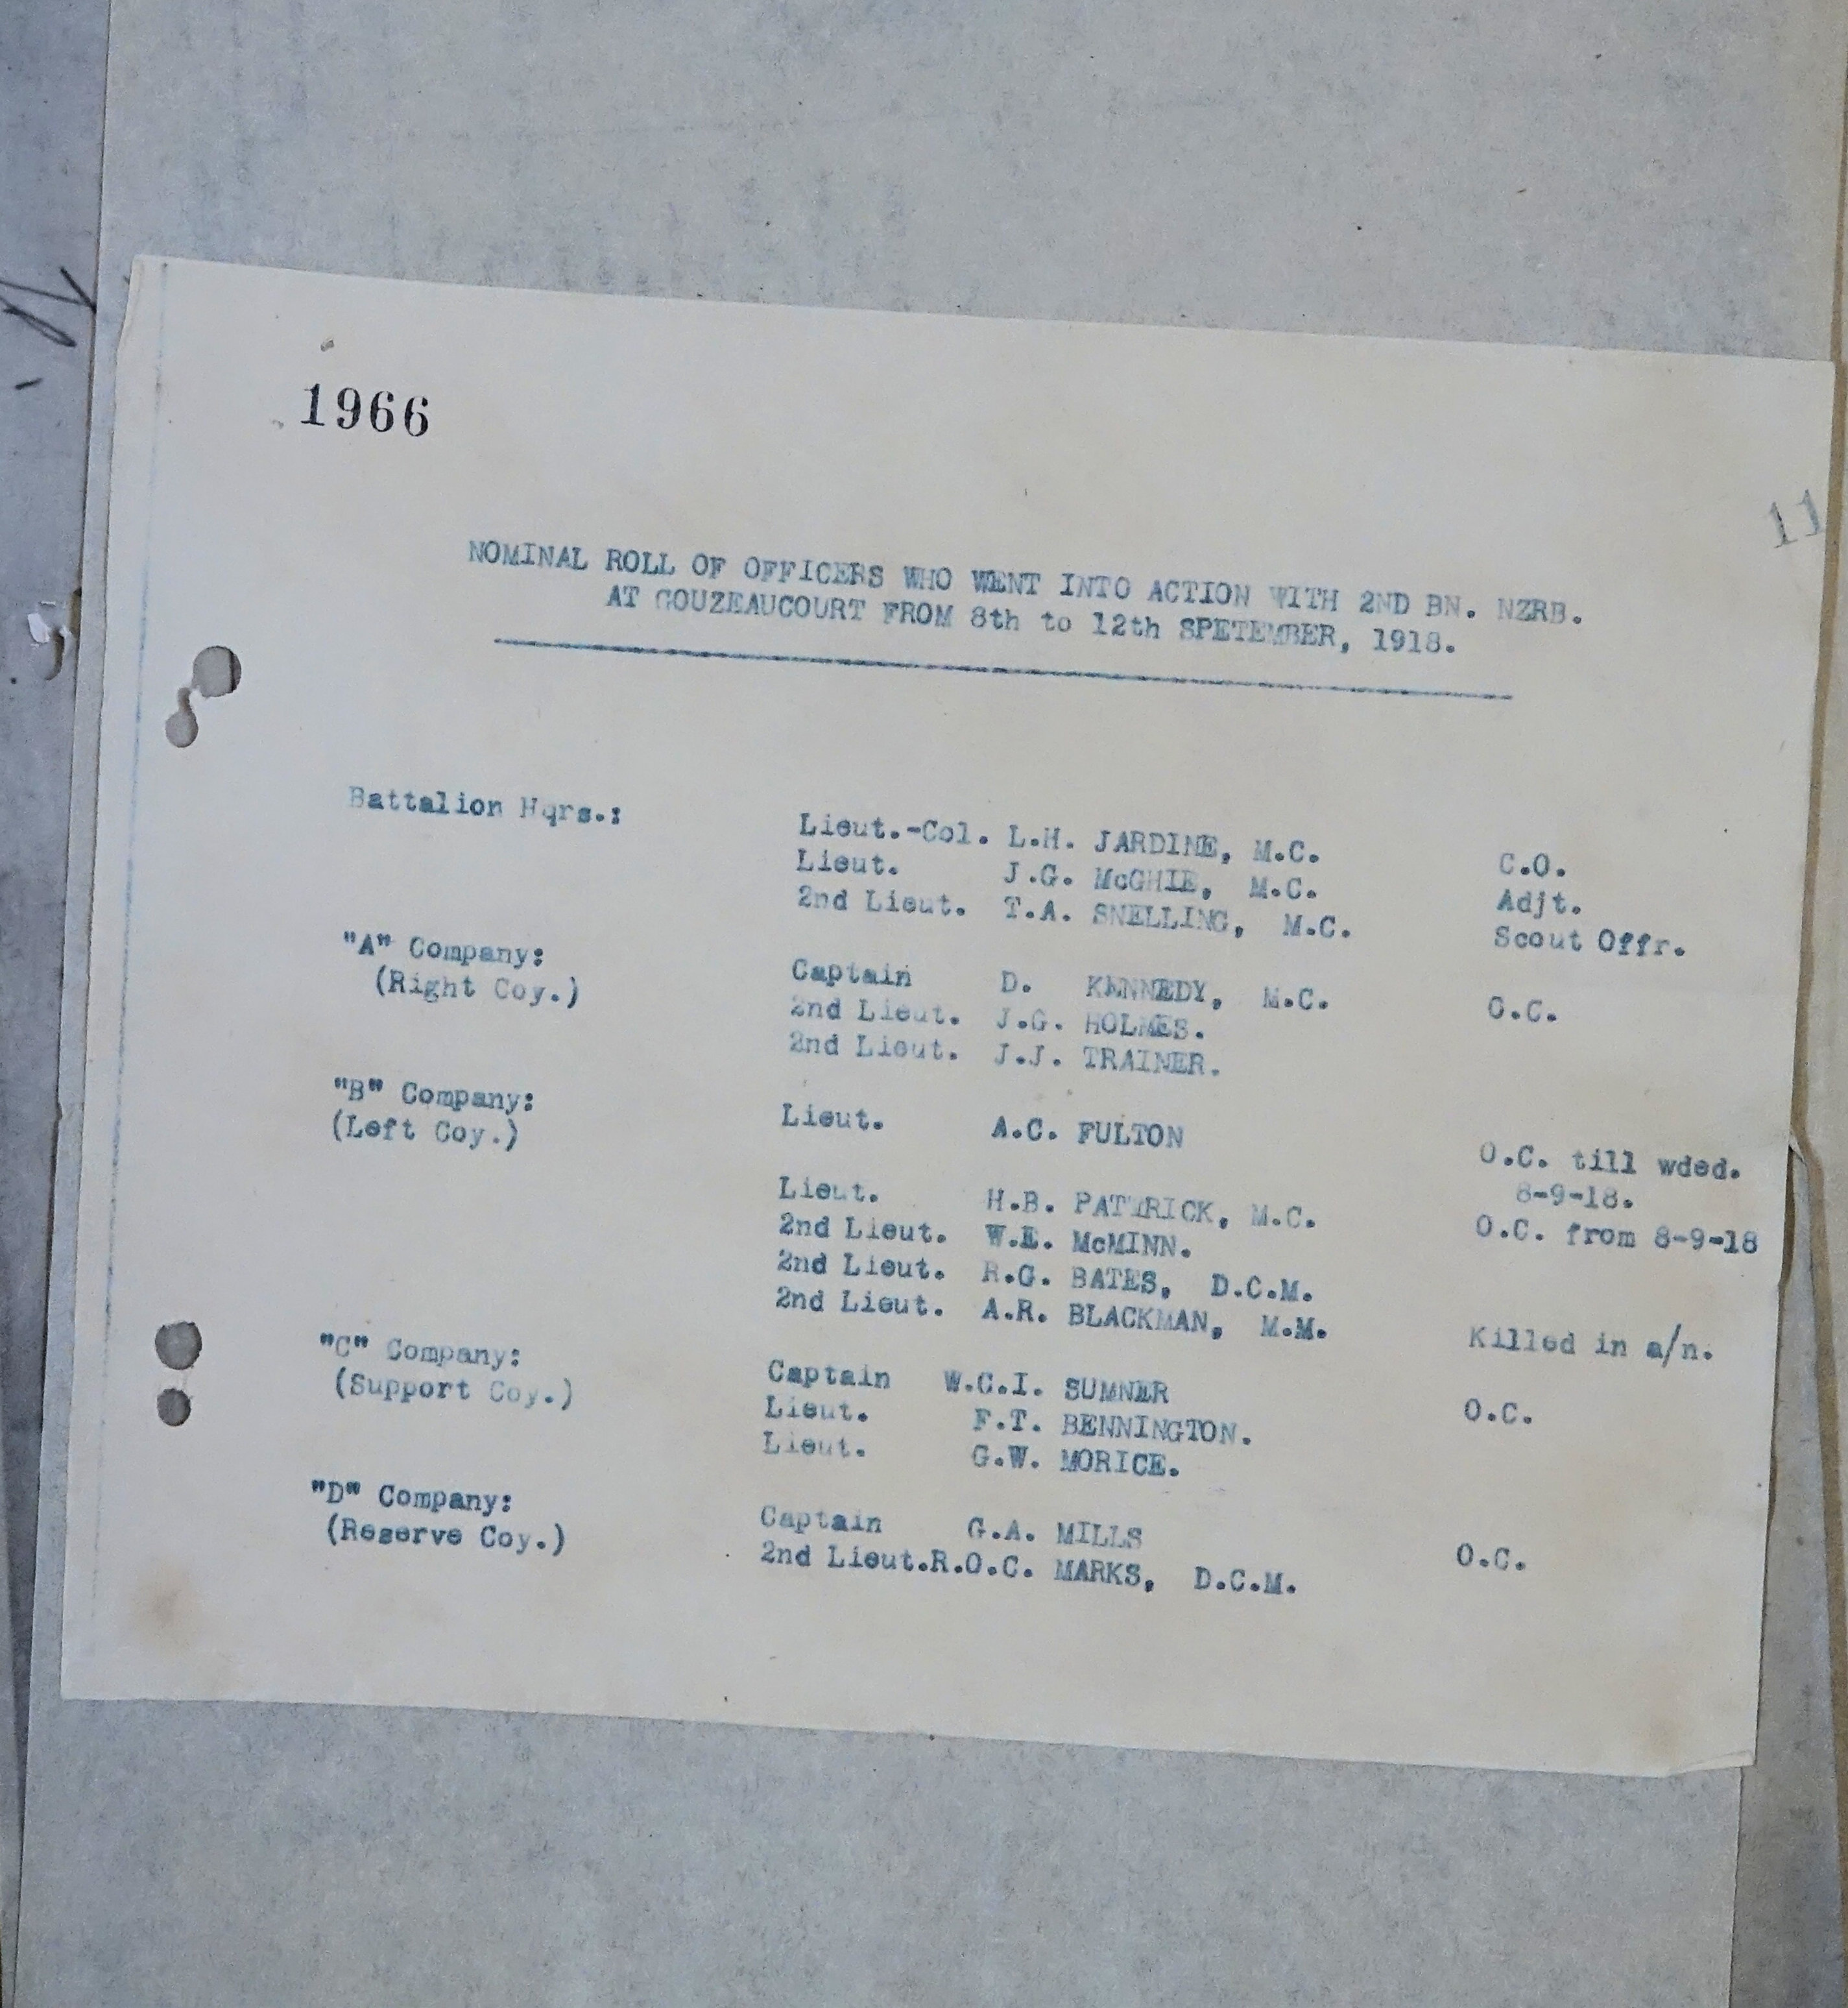 1966
11
NOMINAL ROLL OF OFFICERS WHO WENT INTO ACTION WITH 2ND BN. NZRB.
AT GOUZEAUCOURT FROM 8th to 12th SPETEMBER, 1918.
Battalion Hqrs.: Lieut.-Col. L.H. JARDINE, M.C. C.O.
Lieut. J.G. McGHIE, M.C. Adjt.
2nd Lieut. T.A. SNELLING, M.C. Scout Offr.
"A" Company: Captain D. KENNEDY, M.C. O.C.
(Right Coy.) 2nd Lieut. J.G. HOLMES.
2nd Lieut. J.J. TRAINER.
"B" Company: Lieut. A.C. FULTON O.C. till wded.
(Left Coy.) 8-9-18.
Lieut. H.B. PATTRICK, M.C. O.C. from 8-9-18
2nd Lieut. W.E. McMINN.
2nd Lieut. R.G. BATES, D.C.M.
2nd Lieut. A.R. BLACKMAN, M.M. Killed in a/n.
"C" Company: Captain W.C.I. SUMNER O.C.
(Support Coy.) Lieut. F.T. BENNINGTON.
Lieut. G.W. MORICE.
"D" Company: Captain G.A. MILLS O.C.
(Reserve Coy.) 2nd Lieut.R.O.C. MARKS, D.C.M.